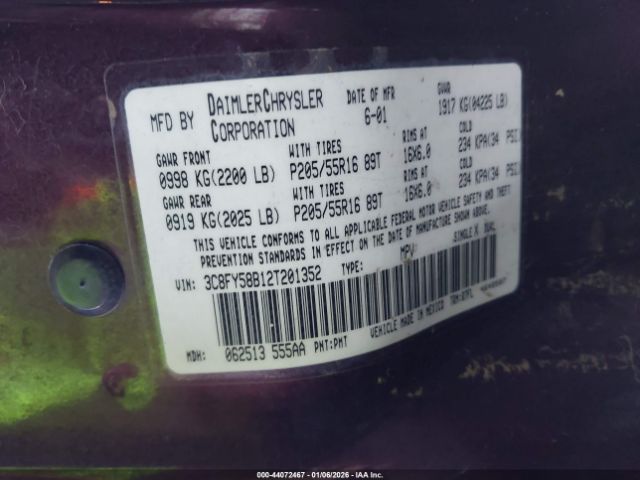 MFD BY DAIMLERCHRYSLER CORPORATION DATE OF MFR 6-01 GVWR 1917 KG(04225 LB)
GAWR FRONT WITH TIRES RIMS AT COLD
0998 KG(2200 LB) P205/55R16 89T 16X6.0 234 KPA(34 PSI)
GAWR REAR WITH TIRES RIMS AT COLD
0919 KG(2025 LB) P205/55R16 89T 16X6.0 234 KPA(34 PSI)
THIS VEHICLE CONFORMS TO ALL APPLICABLE FEDERAL MOTOR VEHICLE SAFETY AND THEFT
PREVENTION STANDARDS IN EFFECT ON THE DATE OF MANUFACTURE SHOWN ABOVE.
VIN: 3C8FY58B12T201352 TYPE: MPV SINGLE X DUAL
MDH: 062513 555AA PNT:PMT VEHICLE MADE IN MEXICO
000-44072467 - 01/06/2026 - IAA Inc.